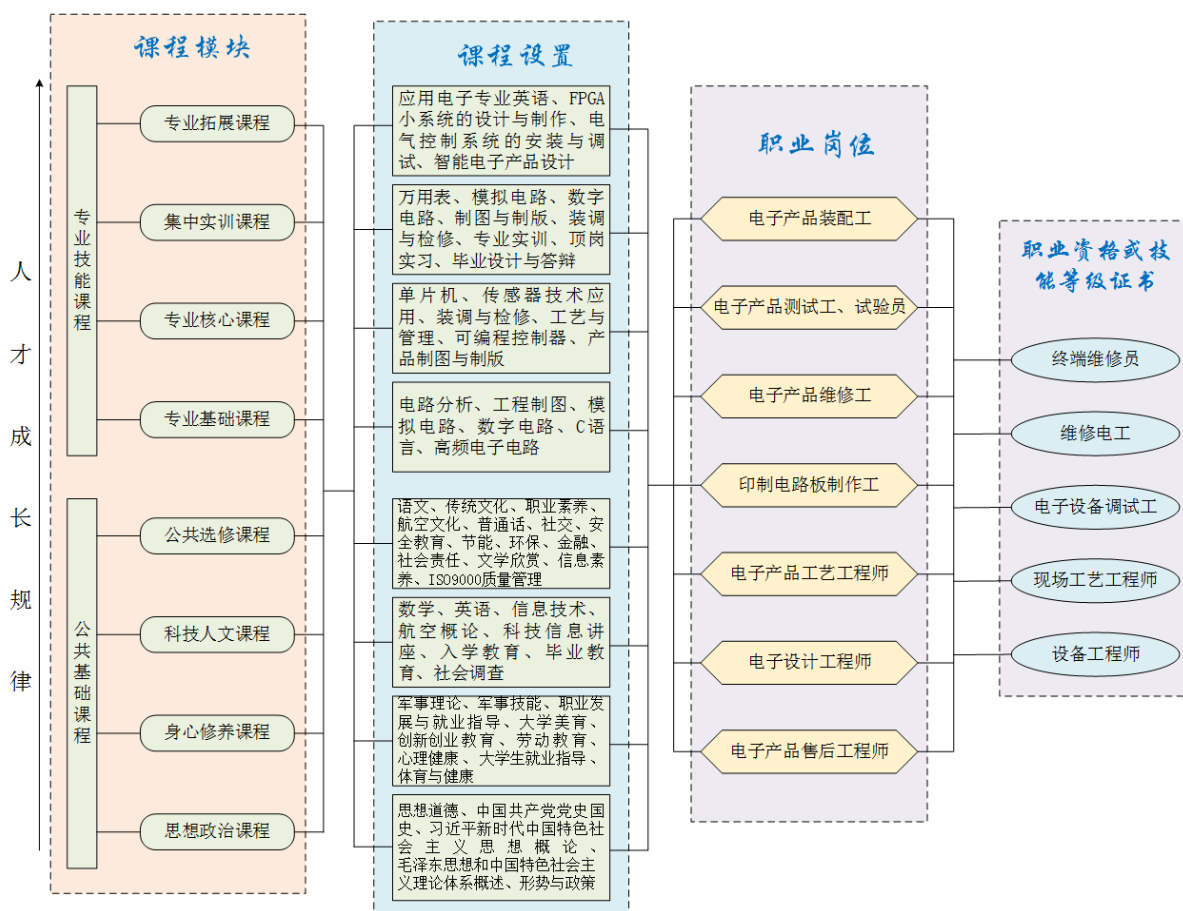 人
才
成
长
规
律
课程模块
专业技能课程
专业拓展课程
集中实训课程
专业核心课程
专业基础课程
公共基础课程
公共选修课程
科技人文课程
身心修养课程
思想政治课程
课程设置
应用电子专业英语、FPGA
小系统的设计与制作、电
气控制系统的安装与调
试、智能电子产品设计
万用表、模拟电路、数字
电路、制图与制版、装调
与检修、专业实训、顶岗
实习、毕业设计与答辩
单片机、传感器技术应
用、装调与检修、工艺与
管理、可编程控制器、产
品制图与制版
电路分析、工程制图、模
拟电路、数字电路、C语
言、高频电子电路
语文、传统文化、职业素养、
航空文化、普通话、社交、安
全教育、节能、环保、金融、
社会责任、文学欣赏、信息素
养、ISO9000质量管理
数学、英语、信息技术、
航空概论、科技信息讲
座、入学教育、毕业教
育、社会调查
军事理论、军事技能、职业发
展与就业指导、大学美育、
创新创业教育、劳动教育、
心理健康、大学生就业指导、
体育与健康
思想道德、中国共产党党史国
史、习近平新时代中国特色社
会主义思想概论、
毛泽东思想和中国特色社会主
义理论体系概述、形势与政策
职业岗位
电子产品装配工
电子产品测试工、试验员
电子产品维修工
印制电路板制作工
电子产品工艺工程师
电子设计工程师
电子产品售后工程师
职业资格或技
能等级证书
终端维修员
维修电工
电子设备调试工
现场工艺工程师
设备工程师